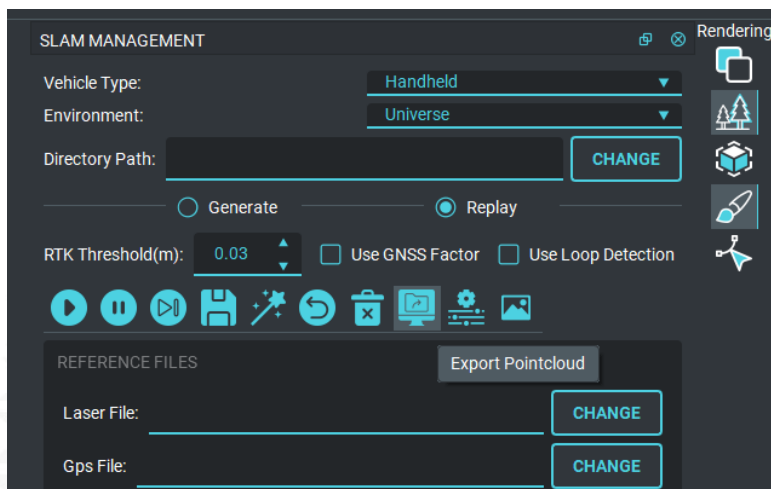 SLAM MANAGEMENT
Rendering
Vehicle Type: Handheld
Environment: Universe
Directory Path: CHANGE
Generate Replay
RTK Threshold(m): 0.03 Use GNSS Factor Use Loop Detection
REFERENCE FILES
Export Pointcloud
Laser File: CHANGE
Gps File: CHANGE